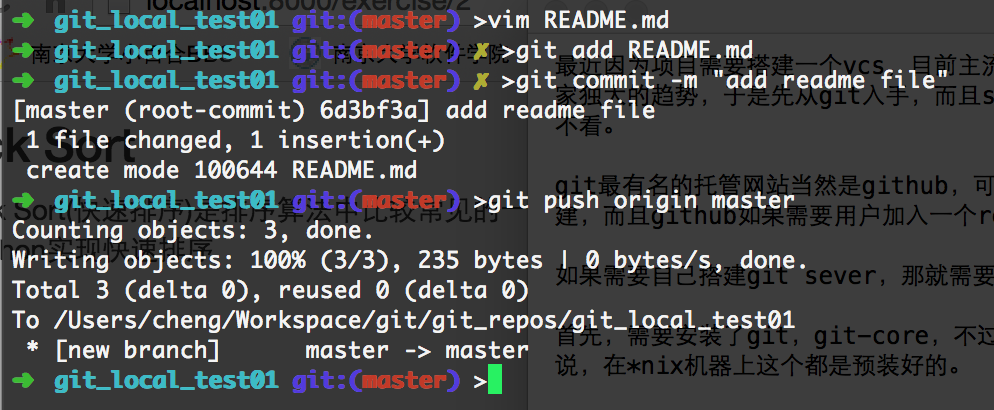 localhost:8000/exercise/2
➜ git_local_test01 git:(master) >vim README.md
➜ git_local_test01 git:(master) ✗ >git add README.md
➜ git_local_test01 git:(master) ✗ >git commit -m "add readme file"
[master (root-commit) 6d3bf3a] add readme file
1 file changed, 1 insertion(+)
create mode 100644 README.md
➜ git_local_test01 git:(master) >git push origin master
Counting objects: 3, done.
Writing objects: 100% (3/3), 235 bytes | 0 bytes/s, done.
Total 3 (delta 0), reused 0 (delta 0)
To /Users/cheng/Workspace/git/git_repos/git_local_test01
* [new branch]      master -> master
➜ git_local_test01 git:(master) >
ck Sort
最近因为项目需要搭建一个vcs，目前主流
家独大的趋势，于是先从git入手，而且s
不看。
git最有名的托管网站当然是github，可
建，而且github如果需要用户加入一个re
如果需要自己搭建git sever，那就需要
首先，需要安装了git，git-core，不过
说，在*nix机器上这个都是预装好的。